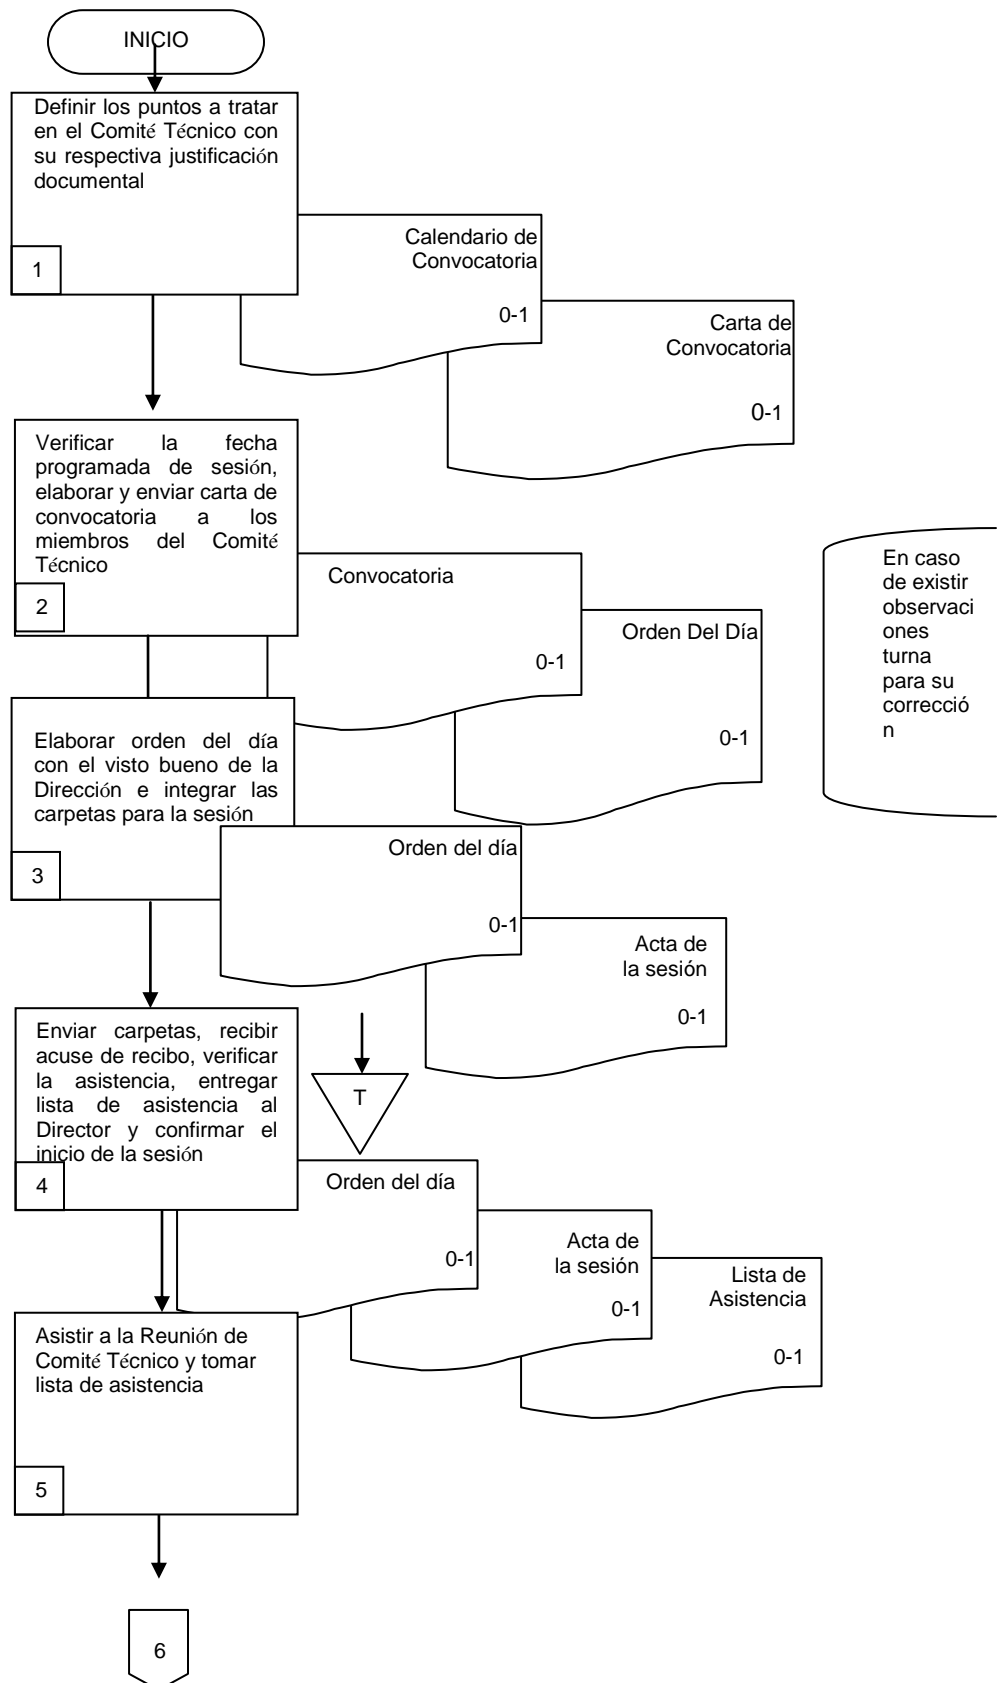 INICIO
Definir los puntos a tratar
en el Comité Técnico con
su respectiva justificación
documental
1
Calendario de
Convocatoria
0-1
Carta de
Convocatoria
0-1
Verificar la fecha
programada de sesión,
elaborar y enviar carta de
convocatoria a los
miembros del Comité
Técnico
2
Convocatoria
0-1
Orden Del Día
0-1
En caso
de existir
observaci
ones
turna
para su
correcció
n
Elaborar orden del día
con el visto bueno de la
Dirección e integrar las
carpetas para la sesión
3
Orden del día
0-1
Acta de
la sesión
0-1
Enviar carpetas, recibir
acuse de recibo, verificar
la asistencia, entregar
lista de asistencia al
Director y confirmar el
inicio de la sesión
4
T
Orden del día
0-1
Acta de
la sesión
0-1
Lista de
Asistencia
0-1
Asistir a la Reunión de
Comité Técnico y tomar
lista de asistencia
5
6